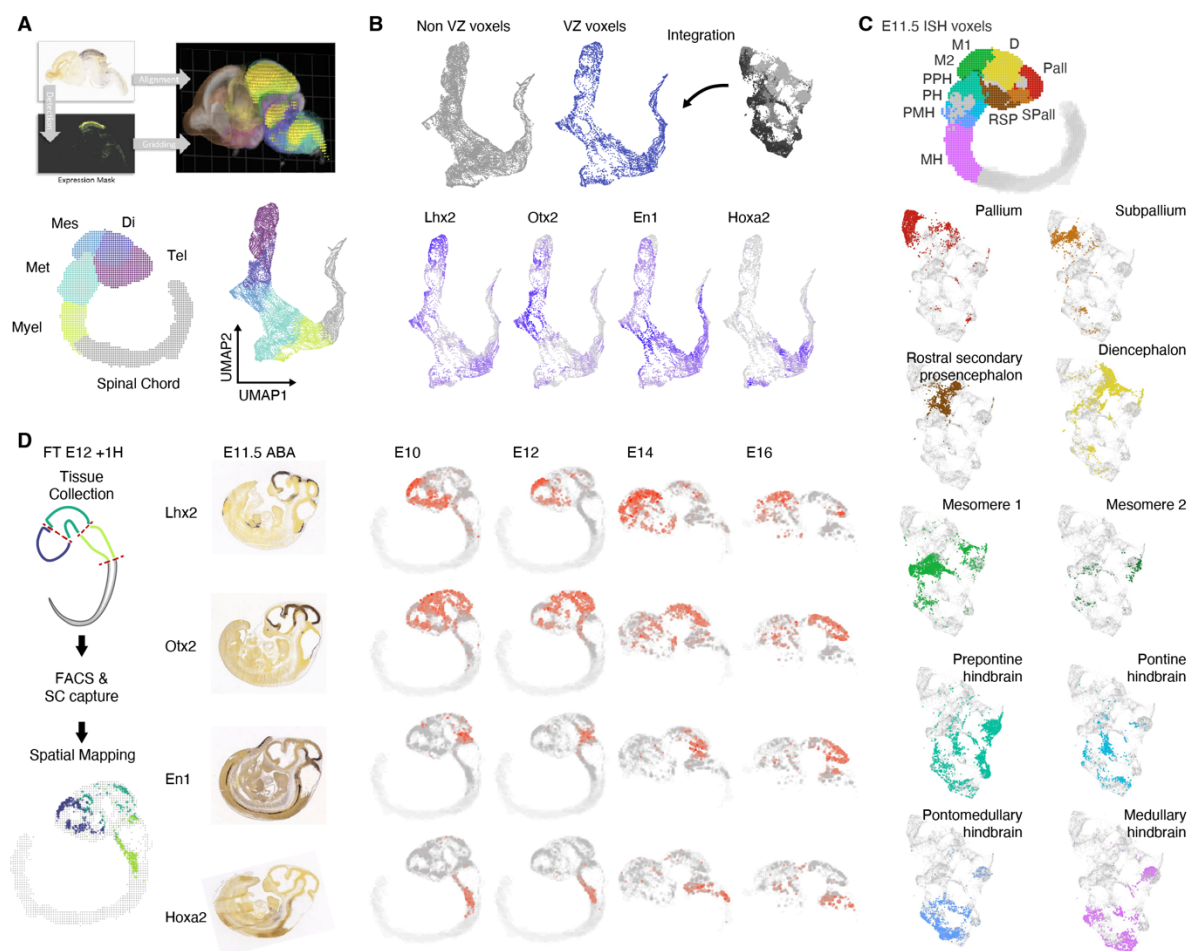 A
Alignment
Detection
Gridding
Expression Mask
Mes
Di
Tel
Met
Myel
Spinal Chord
UMAP2
UMAP1
B
Non VZ voxels
VZ voxels
Integration
Lhx2
Otx2
En1
Hoxa2
C
E11.5 ISH voxels
M1
D
M2
Pall
PPH
PH
PMH
RSP
SPall
MH
Pallium
Subpallium
Rostral secondary
prosencephalon
Diencephalon
Mesomere 1
Mesomere 2
Prepontine
hindbrain
Pontine
hindbrain
Pontomedullary
hindbrain
Medullary
hindbrain
D
FT E12 +1H
Tissue
Collection
FACS &
SC capture
Spatial Mapping
E11.5 ABA
E10
E12
E14
E16
Lhx2
Otx2
En1
Hoxa2